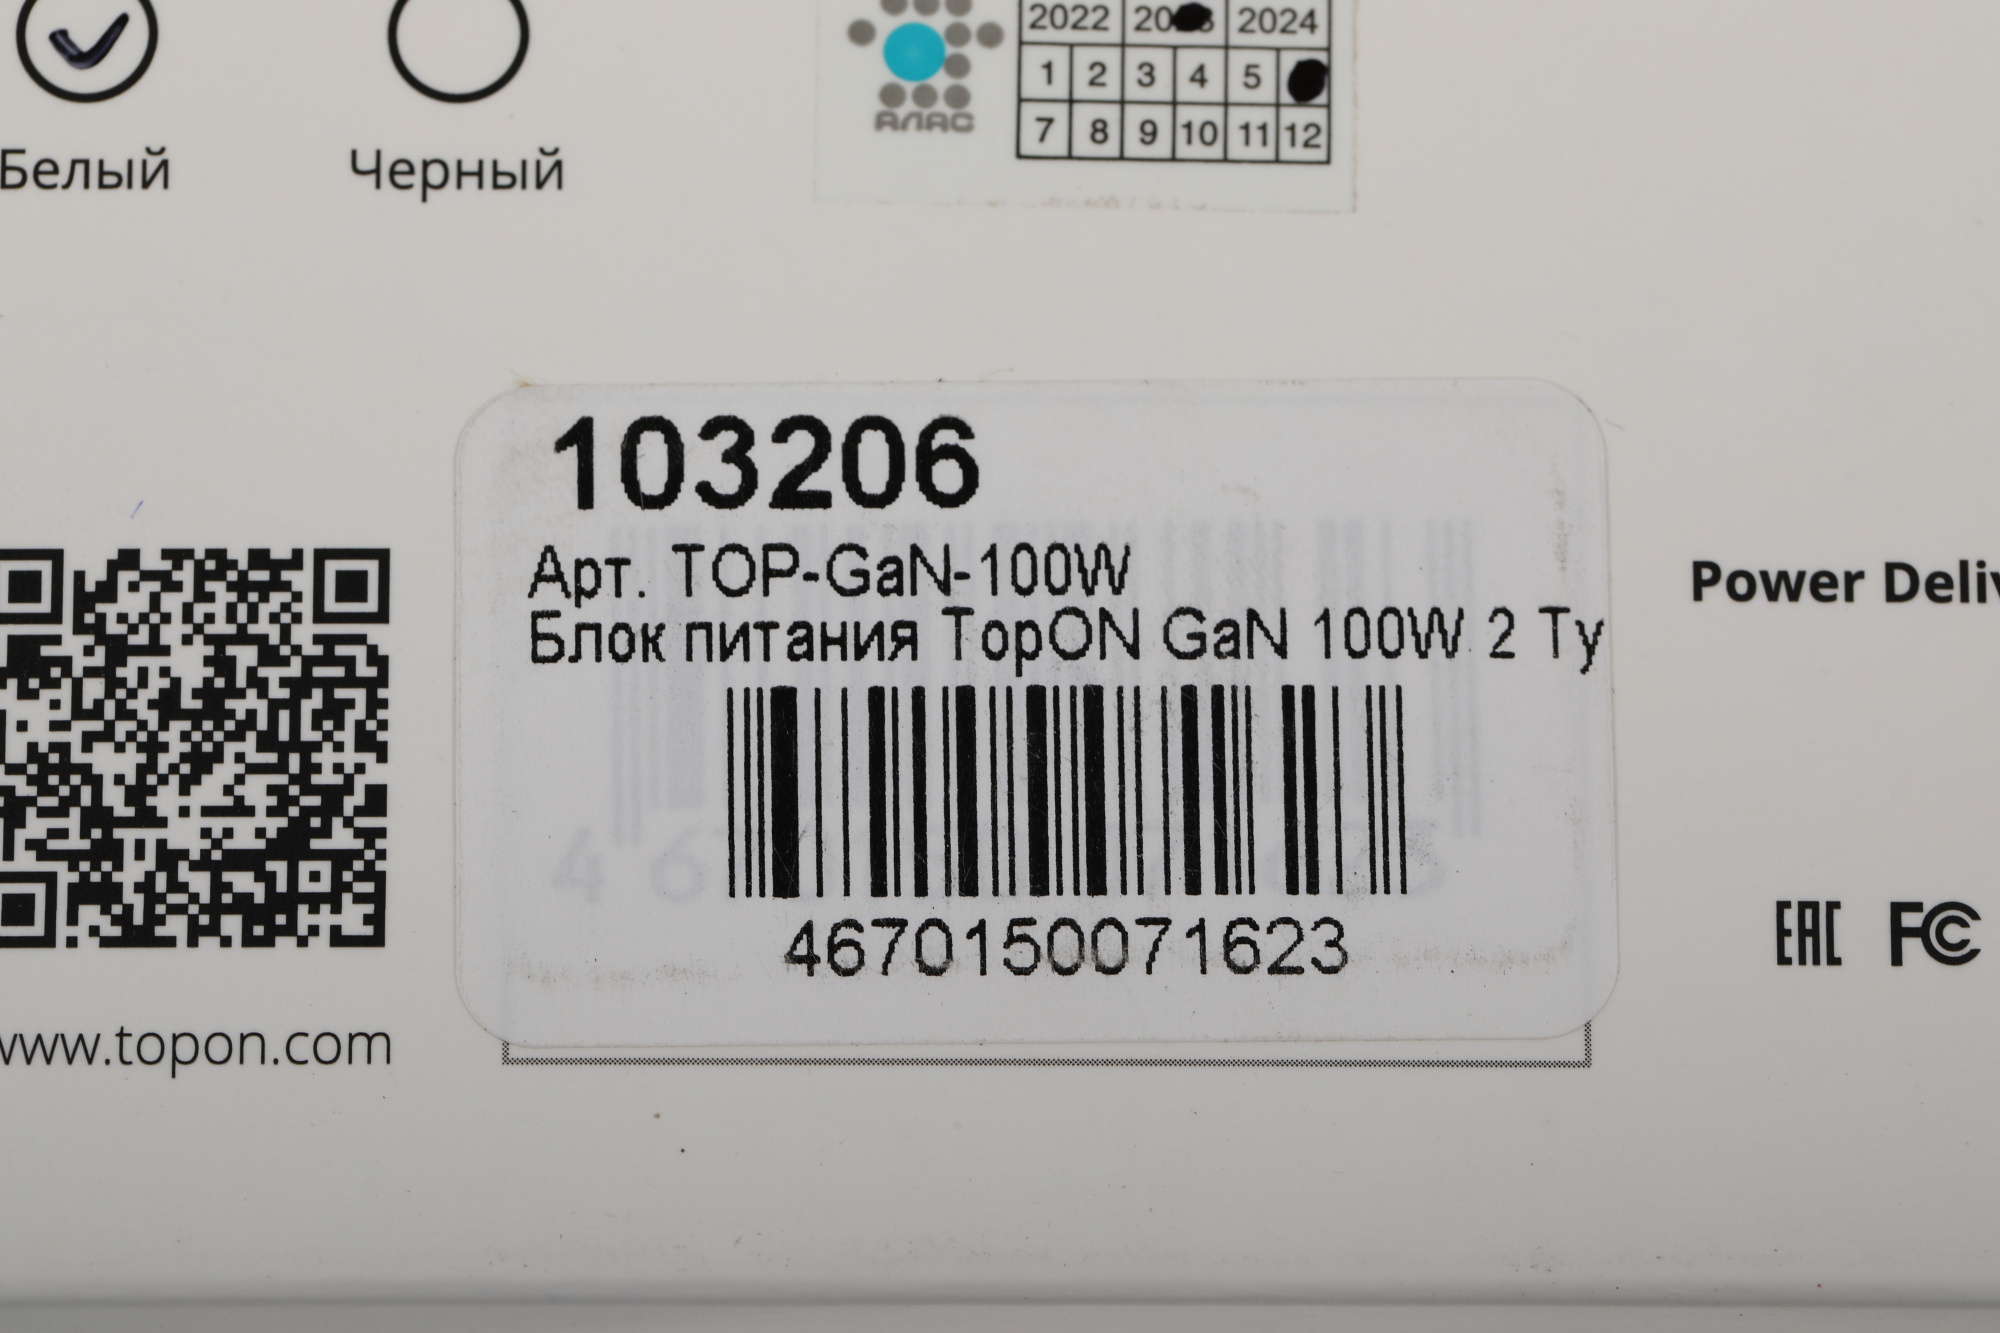 Белый
Черный
АЛАС
2022 2024
1 2 3 4 5
7 8 9 10 11 12
103206
Арт. TOP-GaN-100W
Блок питания TopON GaN 100W 2 Ty
4670150071623
www.topon.com
Power Deliv
EAC FC